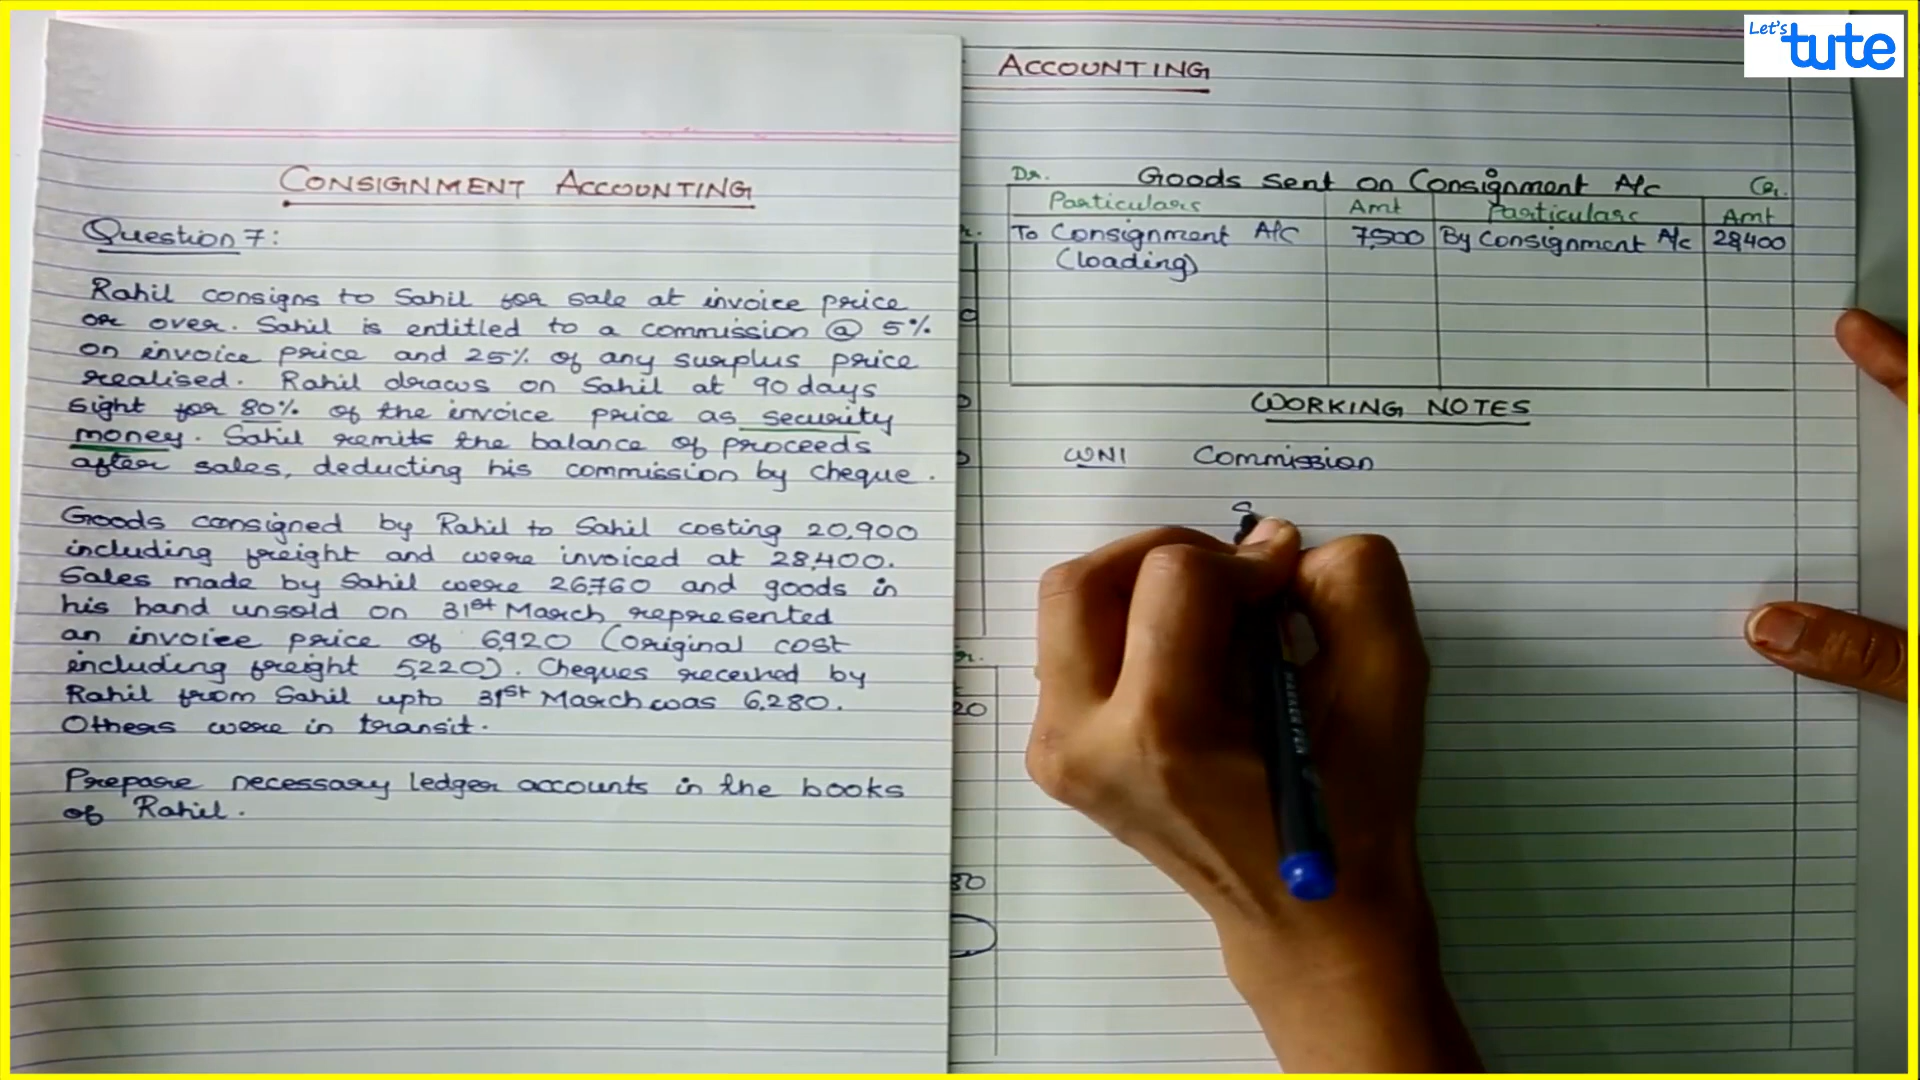 Let's tute
CONSIGNMENT ACCOUNTING
Question 7:
Rahil consigns to Sahil for sale at invoice price
or over. Sahil is entitled to a commission @ 5%
on invoice price and 25% of any surplus price
realised. Rahil draws on Sahil at 90 days
sight for 80% of the invoice price as security
money. Sahil remits the balance of proceeds
after sales, deducting his commission by cheque.
Goods consigned by Rahil to Sahil costing 20,900
including freight and were invoiced at 28,400.
Sales made by Sahil were 26,760 and goods in
his hand unsold on 31st March represented
an invoice price of 6,920 (original cost
including freight 5,220). Cheques received by
Rahil from Sahil upto 31st March was 6,280.
Others were in transit.
Prepare necessary ledger accounts in the books
of Rahil.
ACCOUNTING
Dr. Goods sent on Consignment A/c Cr.
Particulars Amt Particulars Amt
To Consignment A/c 7,500 By Consignment A/c 28,400
(loading)
WORKING NOTES
WN1 Commission
S
20
80